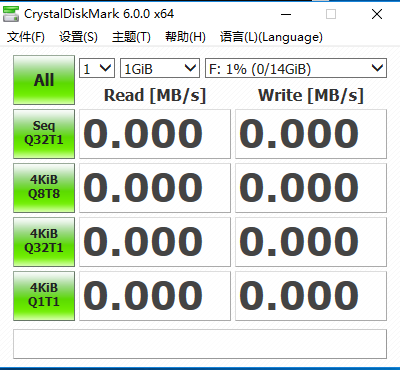 CrystalDiskMark 6.0.0 x64
文件(F) 设置(S) 主题(T) 帮助(H) 语言(L)(Language)
All 1 1GiB F: 1% (0/14GiB)
Read [MB/s] Write [MB/s]
Seq
Q32T1 0.000 0.000
4KiB
Q8T8 0.000 0.000
4KiB
Q32T1 0.000 0.000
4KiB
Q1T1 0.000 0.000